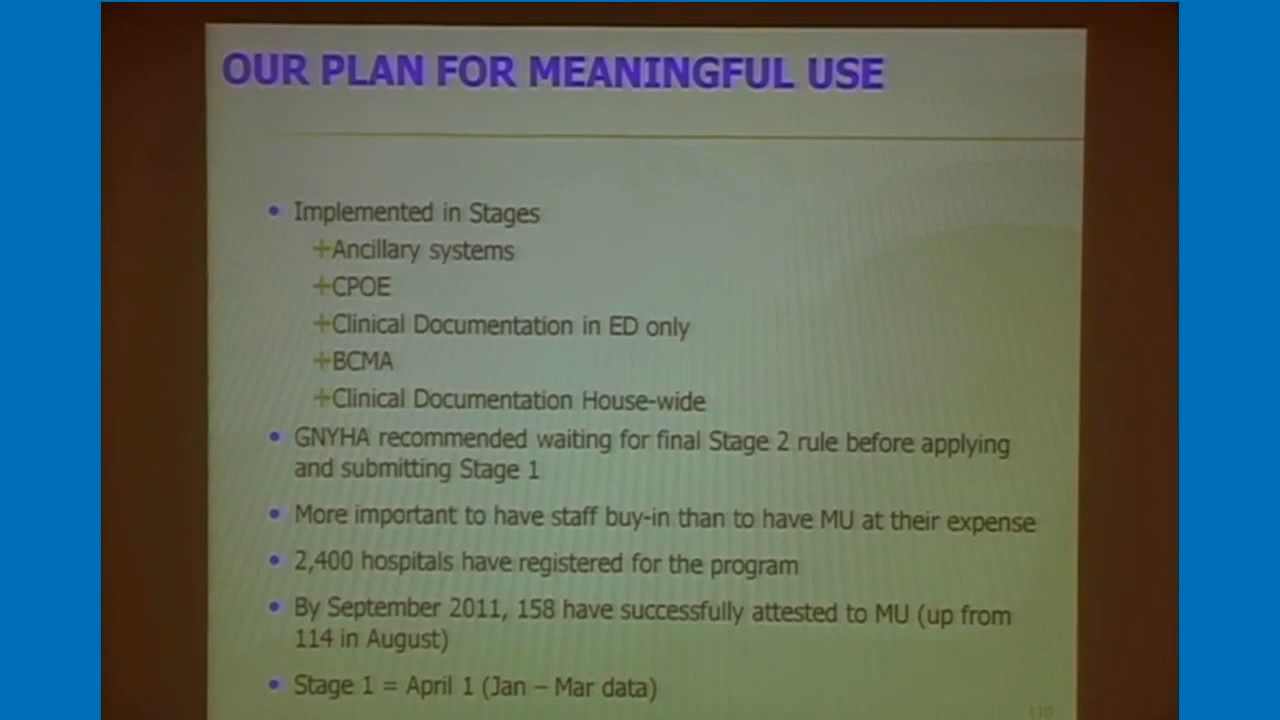 OUR PLAN FOR MEANINGFUL USE
• Implemented in Stages
+Ancillary systems
+CPOE
+Clinical Documentation in ED only
+BCMA
+Clinical Documentation House-wide
• GNYHA recommended waiting for final Stage 2 rule before applying
and submitting Stage 1
• More important to have staff buy-in than to have MU at their expense
• 2,400 hospitals have registered for the program
• By September 2011, 158 have successfully attested to MU (up from
114 in August)
• Stage 1 = April 1 (Jan – Mar data)